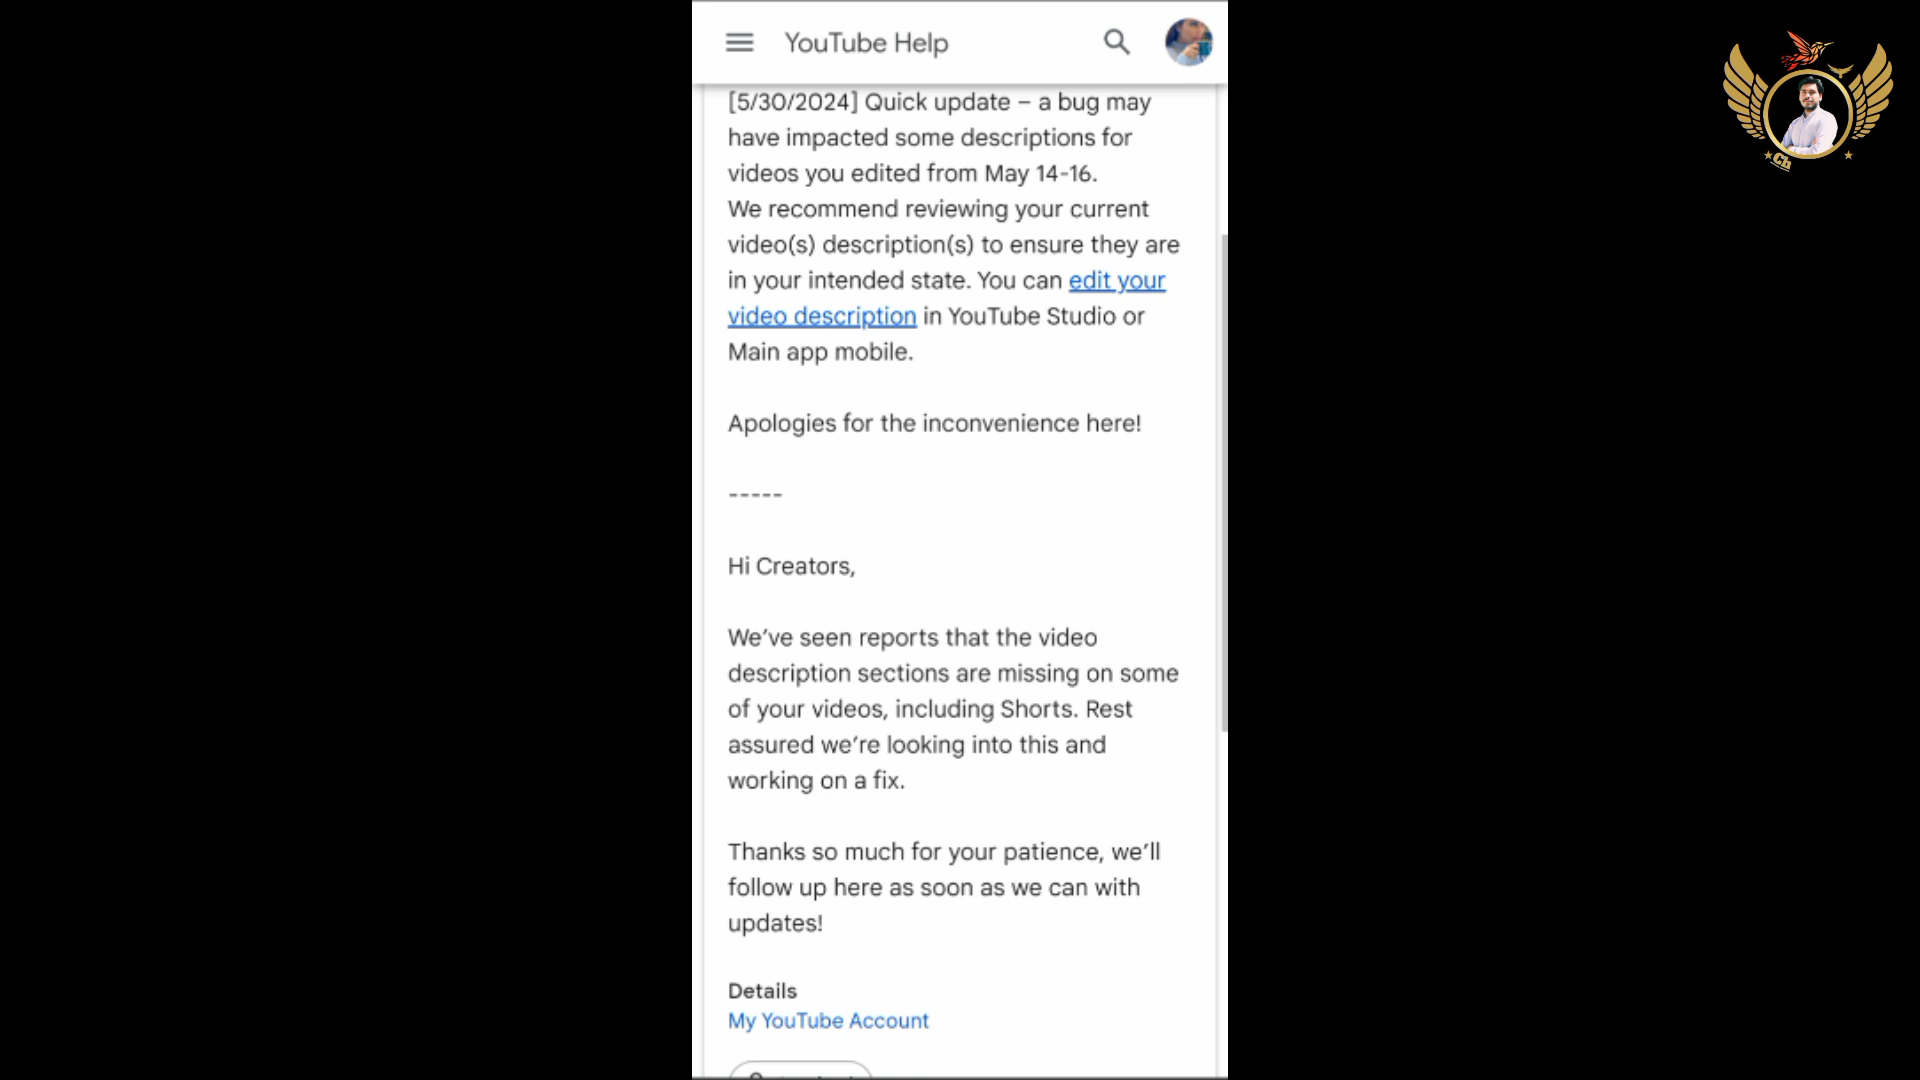 YouTube Help
[5/30/2024] Quick update – a bug may
have impacted some descriptions for
videos you edited from May 14-16.
We recommend reviewing your current
video(s) description(s) to ensure they are
in your intended state. You can edit your
video description in YouTube Studio or
Main app mobile.
Apologies for the inconvenience here!
-----
Hi Creators,
We’ve seen reports that the video
description sections are missing on some
of your videos, including Shorts. Rest
assured we’re looking into this and
working on a fix.
Thanks so much for your patience, we’ll
follow up here as soon as we can with
updates!
Details
My YouTube Account
Ch